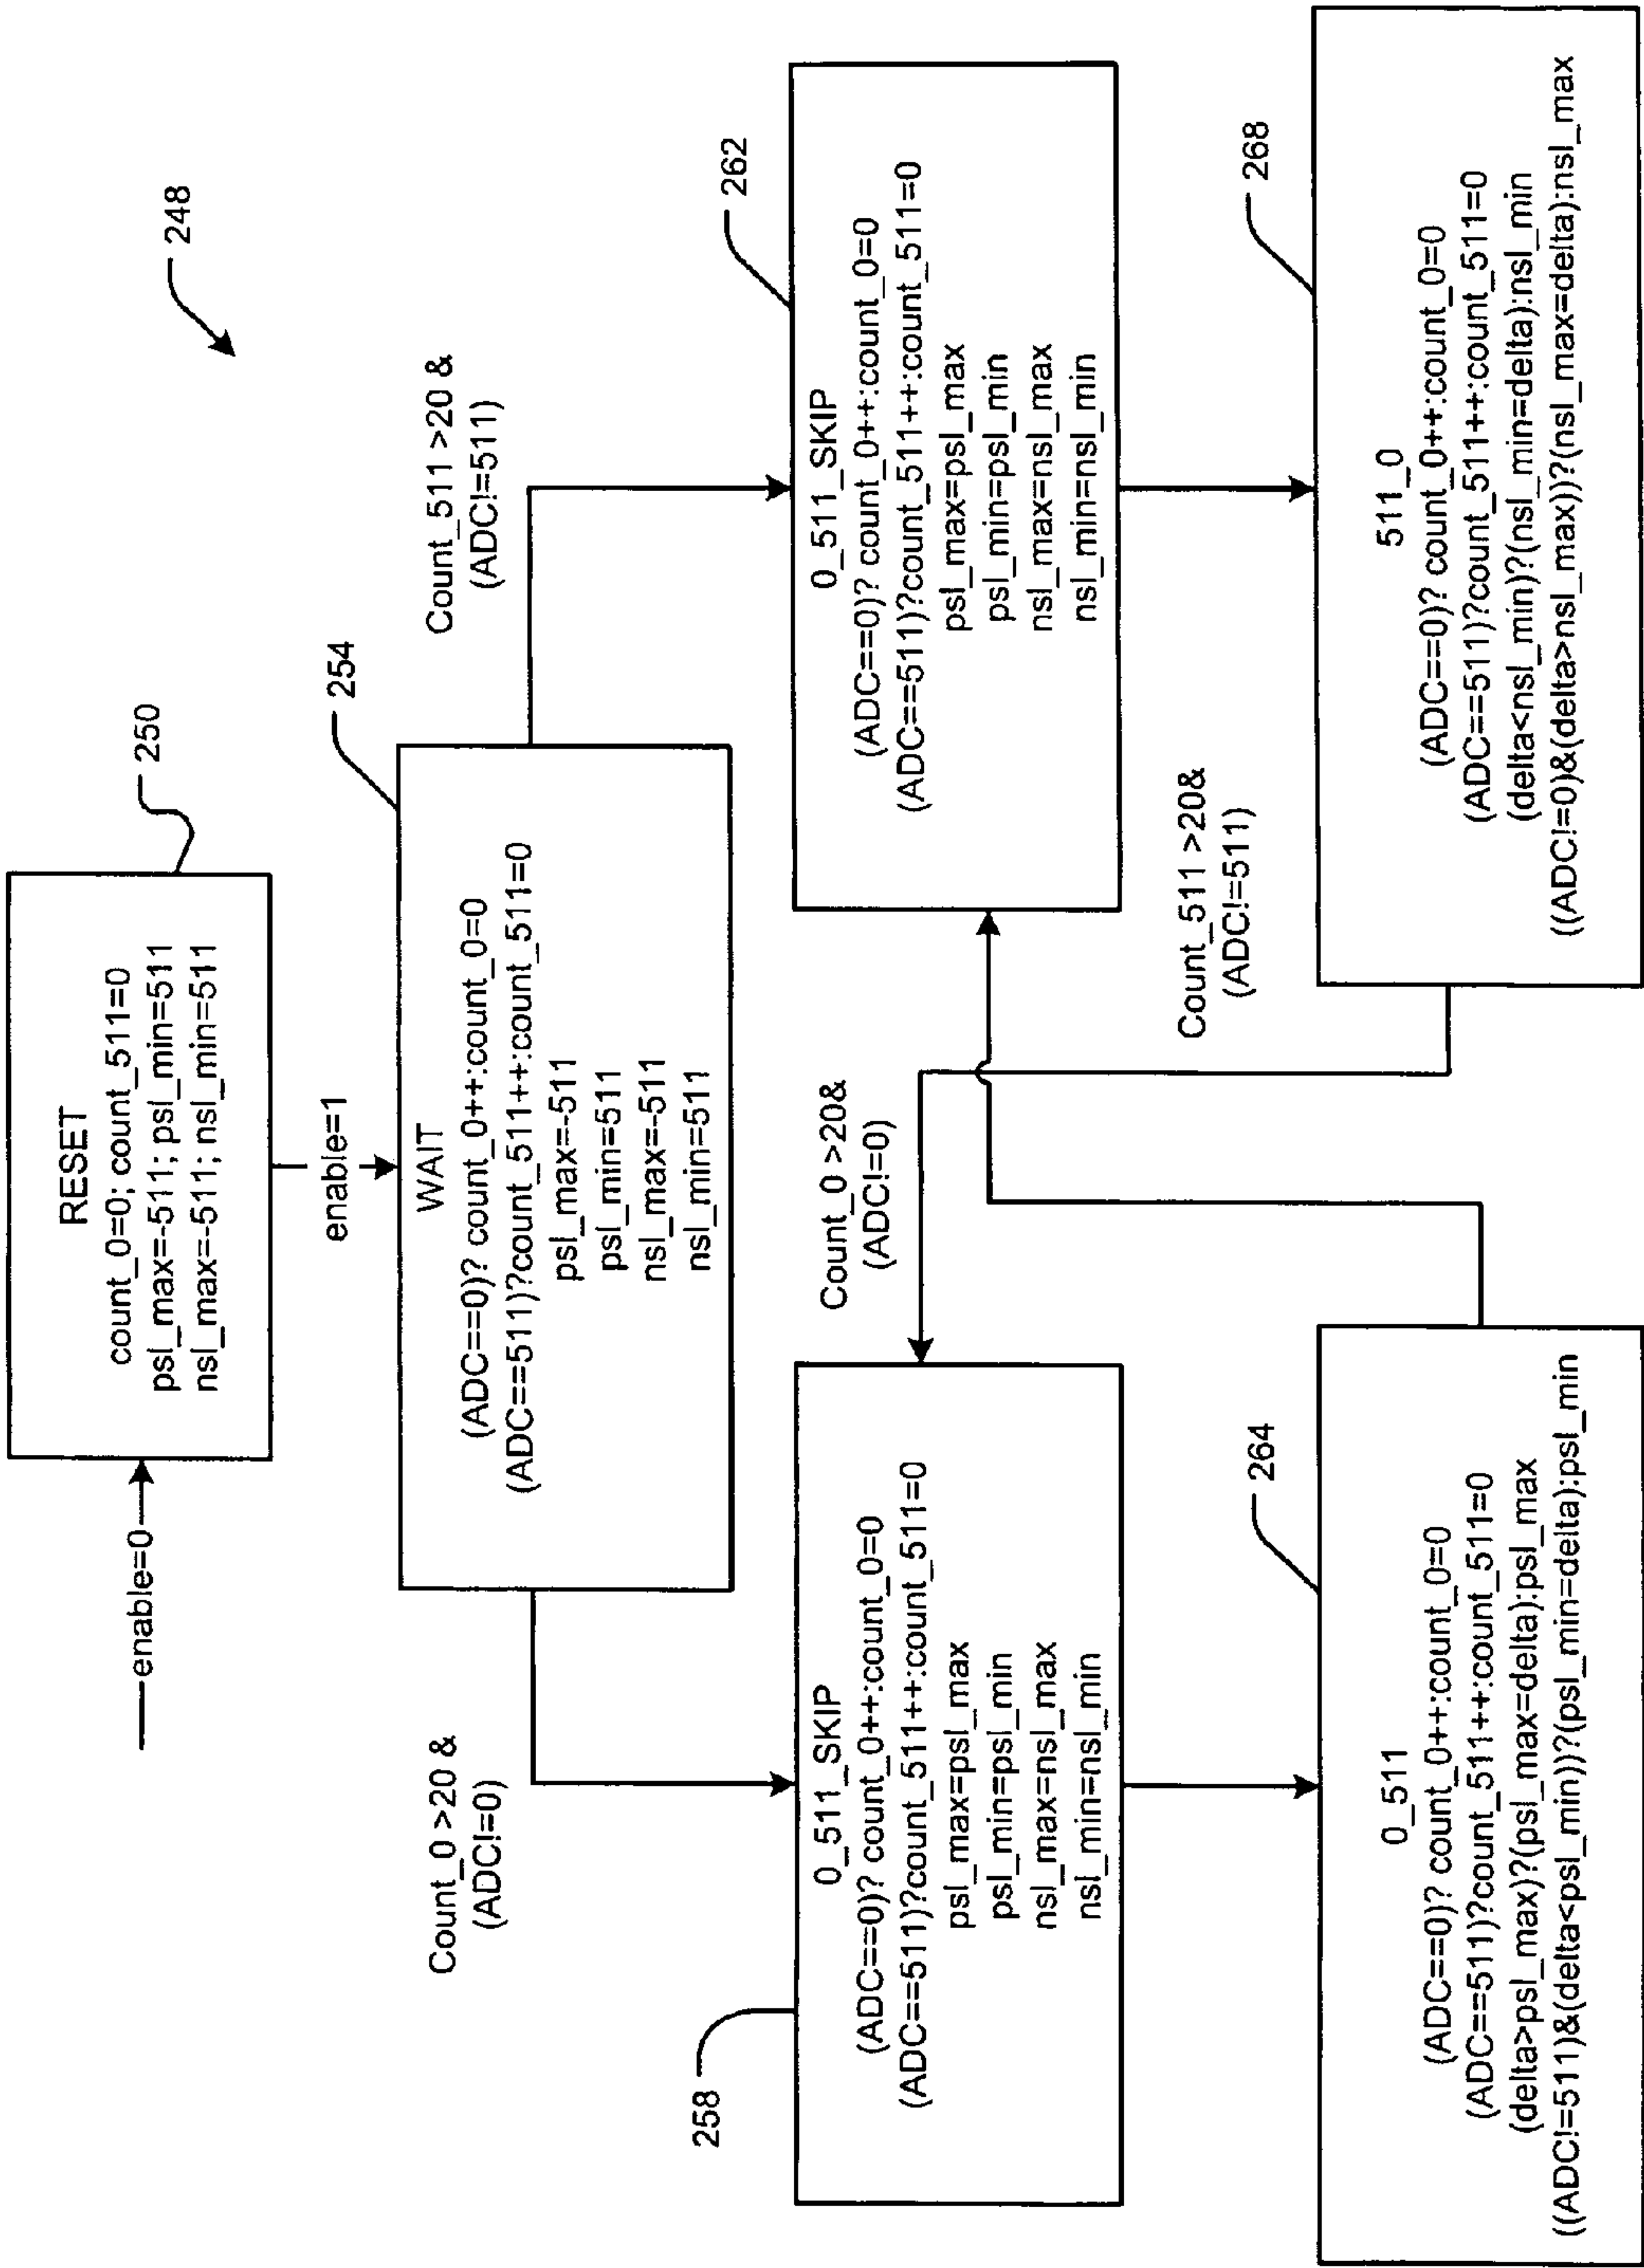 248
RESET
count_0=0; count_511=0
psl_max=-511; psl_min=511
nsl_max=-511; nsl_min=511
250
enable=0
enable=1
WAIT
(ADC==0)? count_0++:count_0=0
(ADC==511)?count_511++:count_511=0
psl_max=-511
psl_min=511
nsl_max=-511
nsl_min=511
254
Count_0 >20 &
(ADC!=0)
Count_511 >20 &
(ADC!=511)
258
0_511_SKIP
(ADC==0)? count_0++:count_0=0
(ADC==511)?count_511++:count_511=0
psl_max=psl_max
psl_min=psl_min
nsl_max=nsl_max
nsl_min=nsl_min
262
0_511_SKIP
(ADC==0)? count_0++:count_0=0
(ADC==511)?count_511++:count_511=0
psl_max=psl_max
psl_min=psl_min
nsl_max=nsl_max
nsl_min=nsl_min
Count_0 >20&
(ADC!=0)
Count_511 >20&
(ADC!=511)
264
0_511
(ADC==0)? count_0++:count_0=0
(ADC==511)?count_511++:count_511=0
(delta>psl_max)?(psl_max=delta):psl_max
((ADC!=511)&(delta<psl_min))?(psl_min=delta):psl_min
268
511_0
(ADC==0)? count_0++:count_0=0
(ADC==511)?count_511++:count_511=0
(delta<nsl_min)?(nsl_min=delta):nsl_min
((ADC!=0)&(delta>nsl_max))?(nsl_max=delta):nsl_max